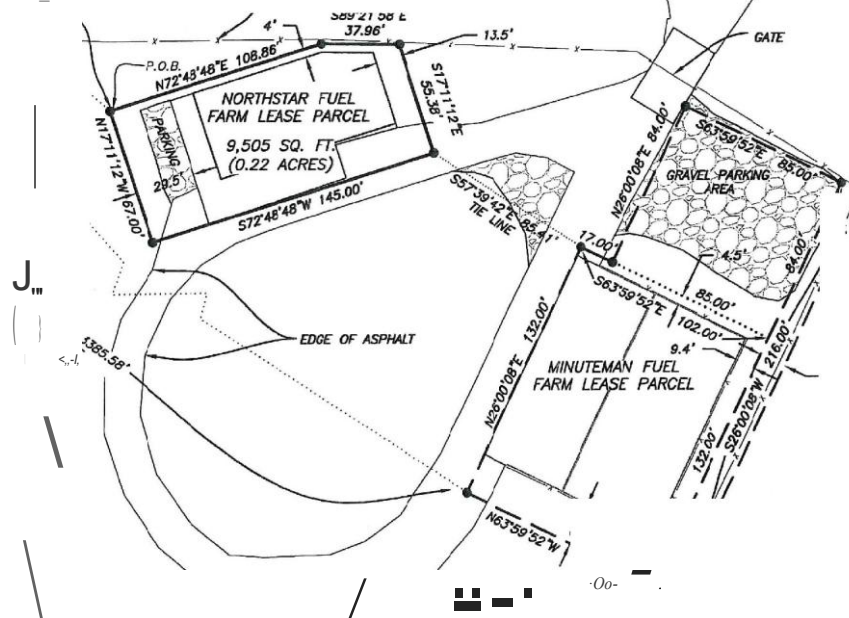 S89°21'58"E
37.96'
4'
13.5'
GATE
P.O.B.
N72°48'48"E 108.86'
NORTHSTAR FUEL
FARM LEASE PARCEL
9,505 SQ. FT.
(0.22 ACRES)
PARKING
29.5'
N17°11'12"W 67.00'
S17°11'12"E
55.38'
S72°48'48"W 145.00'
S57°39'42"E 85.41'
TIE LINE
N26°00'08"E 84.00'
S63°59'52"E
85.00'
GRAVEL PARKING
AREA
84.00'
17.00'
4.5'
85.00'
S63°59'52"E
102.00'
9.4'
216.00'
S26°00'08"W
132.00'
N26°00'08"E 132.00'
MINUTEMAN FUEL
FARM LEASE PARCEL
EDGE OF ASPHALT
4385.58'
N63°59'52"W
-Oo-